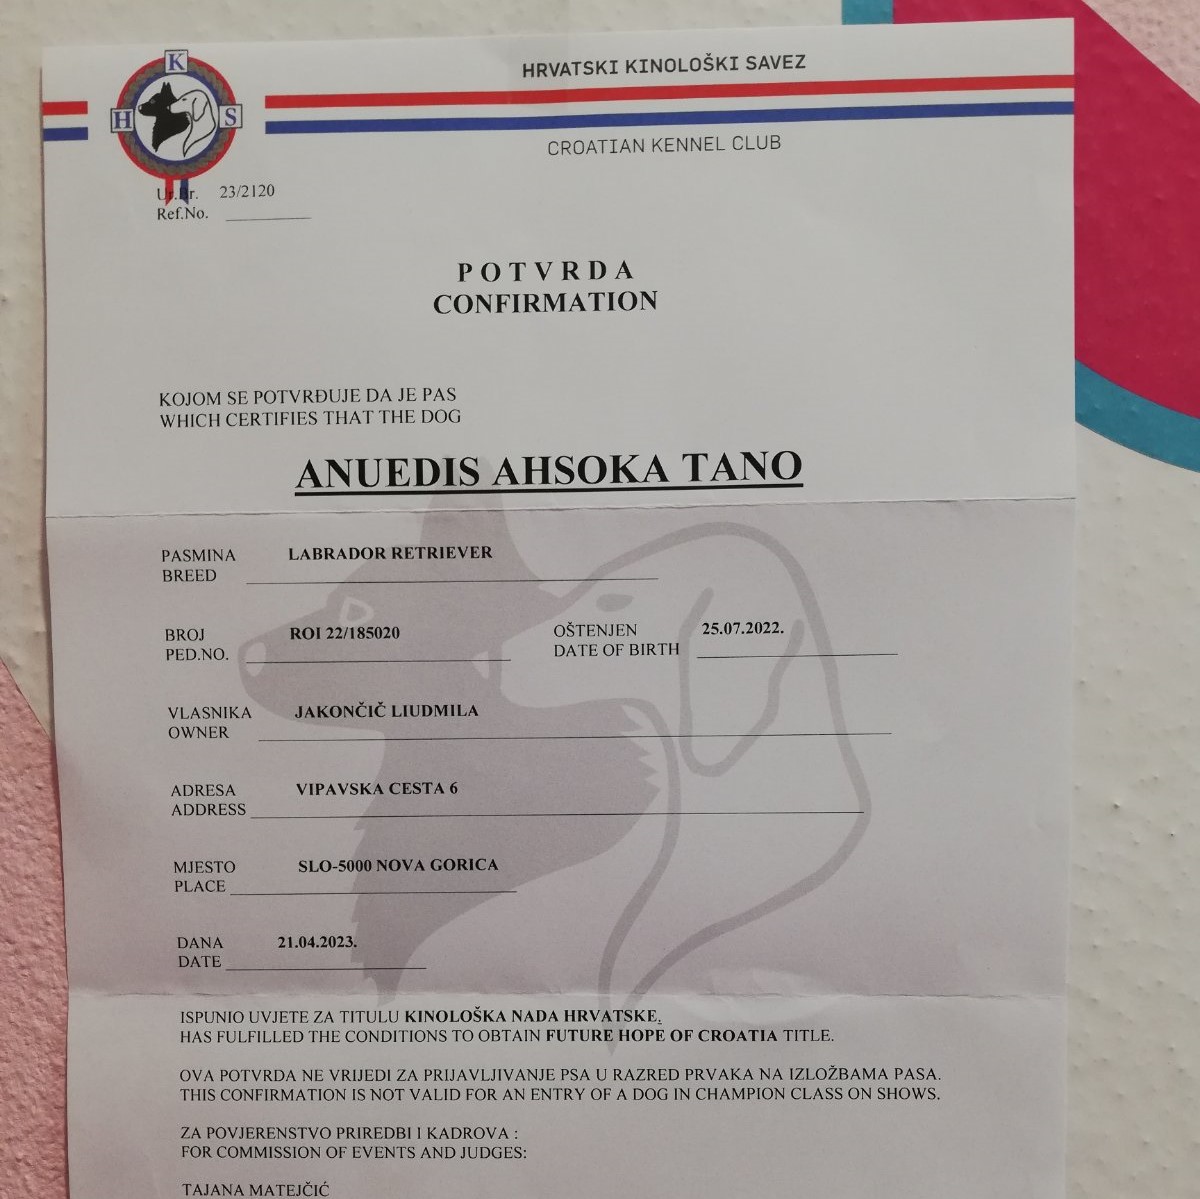 HRVATSKI KINOLOŠKI SAVEZ
CROATIAN KENNEL CLUB
K
H S
Ur.Br. 23/2120
Ref.No.
POTVRDA
CONFIRMATION
KOJOM SE POTVRĐUJE DA JE PAS
WHICH CERTIFIES THAT THE DOG
ANUEDIS AHSOKA TANO
PASMINA LABRADOR RETRIEVER
BREED
BROJ ROI 22/185020 OŠTENJEN 25.07.2022.
PED.NO. DATE OF BIRTH
VLASNIKA JAKONČIČ LIUDMILA
OWNER
ADRESA VIPAVSKA CESTA 6
ADDRESS
MJESTO SLO-5000 NOVA GORICA
PLACE
DANA 21.04.2023.
DATE
ISPUNIO UVJETE ZA TITULU KINOLOŠKA NADA HRVATSKE.
HAS FULFILLED THE CONDITIONS TO OBTAIN FUTURE HOPE OF CROATIA TITLE.
OVA POTVRDA NE VRIJEDI ZA PRIJAVLJIVANJE PSA U RAZRED PRVAKA NA IZLOŽBAMA PASA.
THIS CONFIRMATION IS NOT VALID FOR AN ENTRY OF A DOG IN CHAMPION CLASS ON SHOWS.
ZA POVJERENSTVO PRIREDBI I KADROVA :
FOR COMMISSION OF EVENTS AND JUDGES:
TAJANA MATEJČIĆ